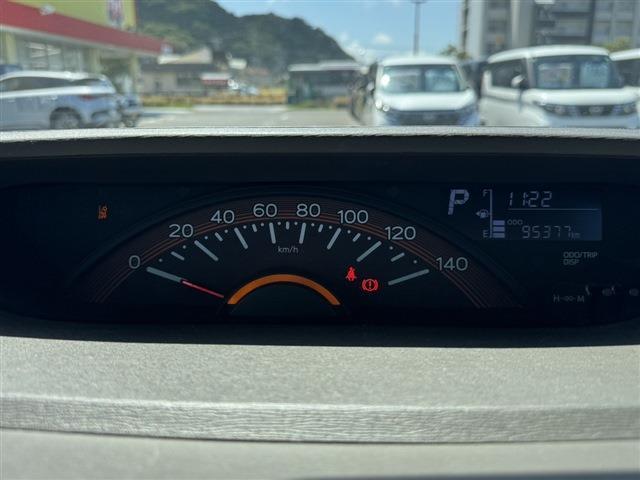 0 20 40 60 80 100 120 140
km/h
P
F
11:22
ODO
E
95377km
ODO/TRIP
DISP
H M